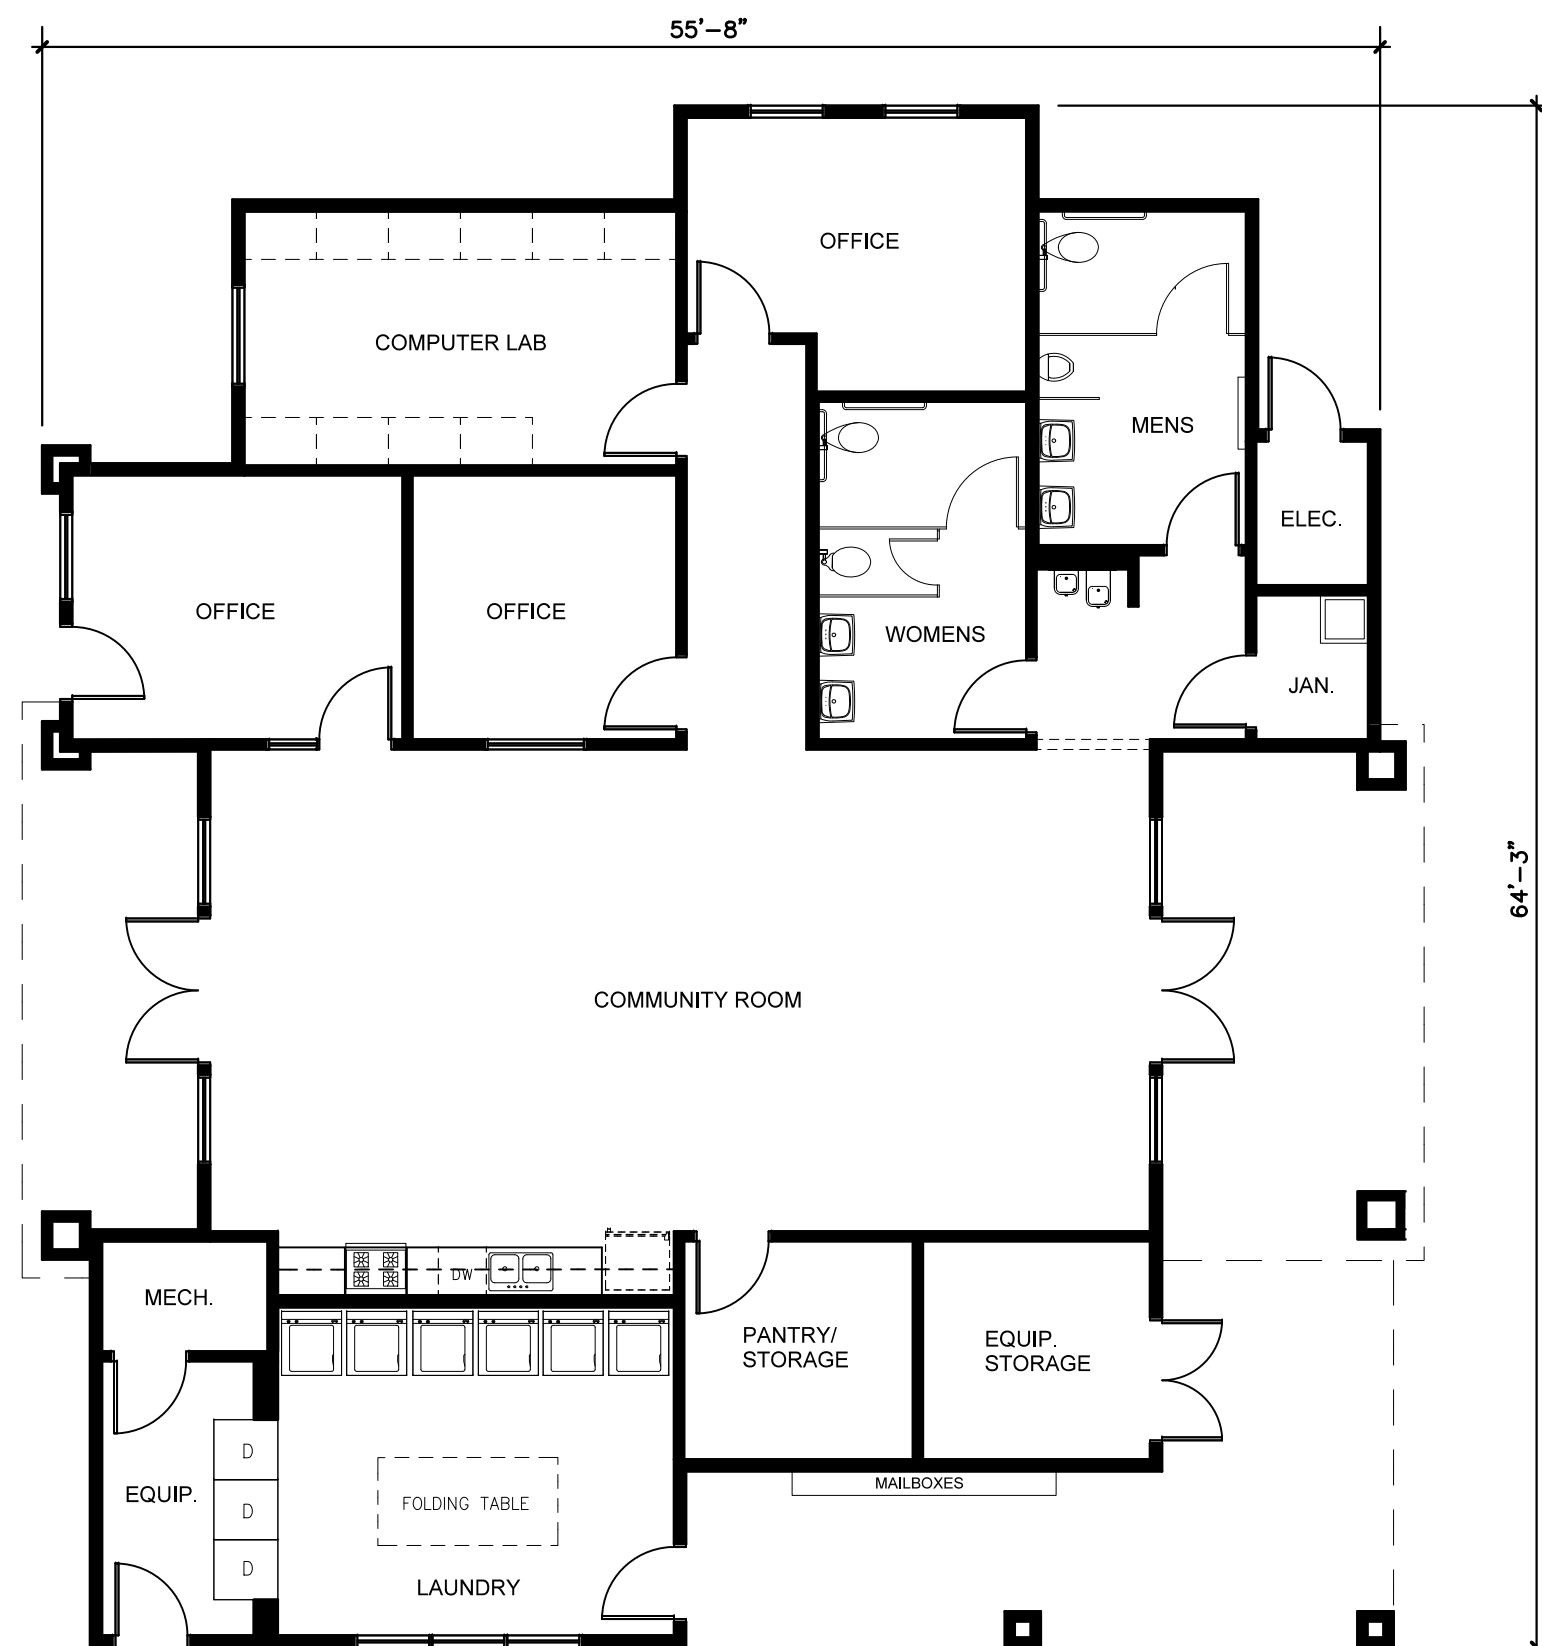 55'-8"
OFFICE
COMPUTER LAB
MENS
ELEC.
OFFICE
OFFICE
WOMENS
JAN.
64'-3"
COMMUNITY ROOM
DW
MECH.
PANTRY/
STORAGE
EQUIP.
STORAGE
D
MAILBOXES
EQUIP.
FOLDING TABLE
D
D
LAUNDRY